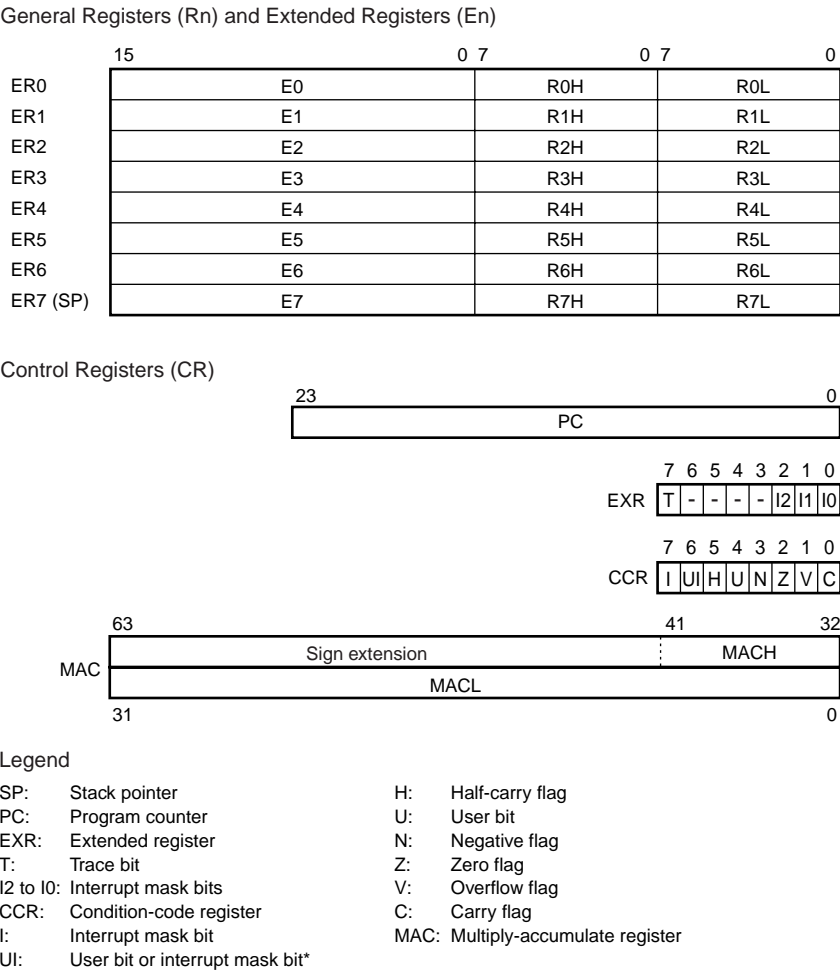 General Registers (Rn) and Extended Registers (En)
15 0 7 0 7 0
ER0 E0 R0H R0L
ER1 E1 R1H R1L
ER2 E2 R2H R2L
ER3 E3 R3H R3L
ER4 E4 R4H R4L
ER5 E5 R5H R5L
ER6 E6 R6H R6L
ER7 (SP) E7 R7H R7L
Control Registers (CR)
23 0
PC
7 6 5 4 3 2 1 0
EXR T - - - - I2 I1 I0
7 6 5 4 3 2 1 0
CCR I UI H U N Z V C
63 41 32
MAC Sign extension MACH
MACL
31 0
Legend
SP: Stack pointer
PC: Program counter
EXR: Extended register
T: Trace bit
I2 to I0: Interrupt mask bits
CCR: Condition-code register
I: Interrupt mask bit
UI: User bit or interrupt mask bit*
H: Half-carry flag
U: User bit
N: Negative flag
Z: Zero flag
V: Overflow flag
C: Carry flag
MAC: Multiply-accumulate register